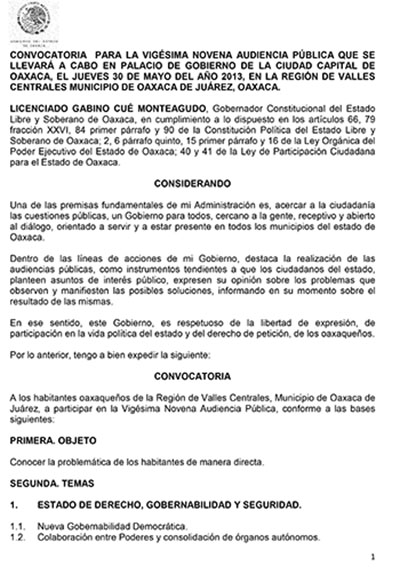 CONVOCATORIA PARA LA VIGÉSIMA NOVENA AUDIENCIA PÚBLICA QUE SE
LLEVARÁ A CABO EN PALACIO DE GOBIERNO DE LA CIUDAD CAPITAL DE
OAXACA, EL JUEVES 30 DE MAYO DEL AÑO 2013, EN LA REGIÓN DE VALLES
CENTRALES MUNICIPIO DE OAXACA DE JUÁREZ, OAXACA.
LICENCIADO GABINO CUÉ MONTEAGUDO, Gobernador Constitucional del Estado
Libre y Soberano de Oaxaca, en cumplimiento a lo dispuesto en los artículos 66, 79
fracción XXVI, 84 primer párrafo y 90 de la Constitución Política del Estado Libre y
Soberano de Oaxaca; 2, 6 párrafo quinto, 15 primer párrafo y 16 de la Ley Orgánica del
Poder Ejecutivo del Estado de Oaxaca; 40 y 41 de la Ley de Participación Ciudadana
para el Estado de Oaxaca.
CONSIDERANDO
Una de las premisas fundamentales de mi Administración es, acercar a la ciudadanía
las cuestiones públicas, un Gobierno para todos, cercano a la gente, receptivo y abierto
al diálogo, orientado a servir y a estar presente en todos los municipios del estado de
Oaxaca.
Dentro de las líneas de acciones de mi Gobierno, destaca la realización de las
audiencias públicas, como instrumentos tendientes a que los ciudadanos del estado,
planteen asuntos de interés público, expresen su opinión sobre los problemas que
observen y manifiesten las posibles soluciones, informando en su momento sobre el
resultado de las mismas.
En ese sentido, este Gobierno, es respetuoso de la libertad de expresión, de
participación en la vida política del estado y del derecho de petición, de los oaxaqueños.
Por lo anterior, tengo a bien expedir la siguiente:
CONVOCATORIA
A los habitantes oaxaqueños de la Región de Valles Centrales, Municipio de Oaxaca de
Juárez, a participar en la Vigésima Novena Audiencia Pública, conforme a las bases
siguientes:
PRIMERA. OBJETO
Conocer la problemática de los habitantes de manera directa.
SEGUNDA. TEMAS
1. ESTADO DE DERECHO, GOBERNABILIDAD Y SEGURIDAD.
1.1. Nueva Gobernabilidad Democrática.
1.2. Colaboración entre Poderes y consolidación de órganos autónomos.
1